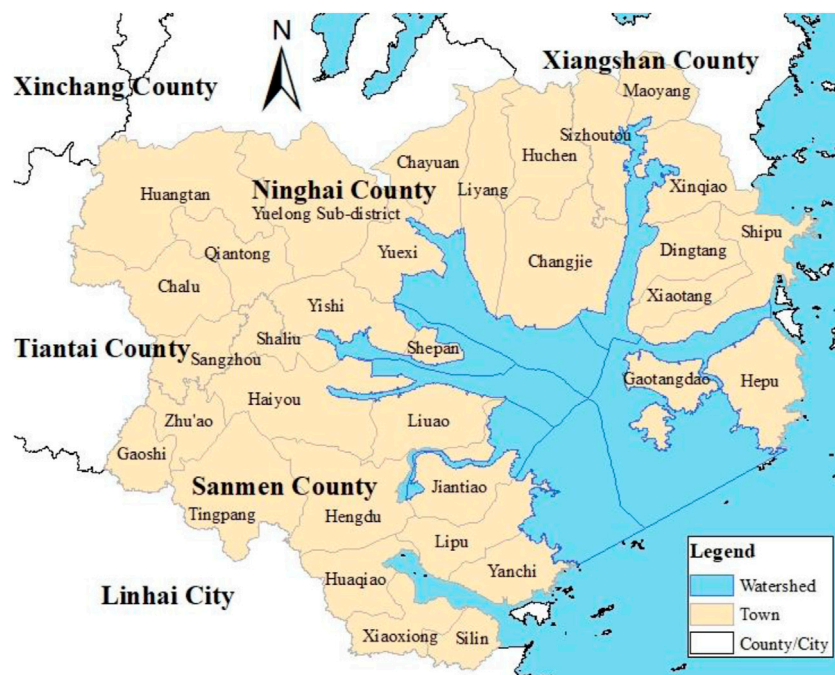 N
Xiangshan County
Xinchang County
Maoyang
Sizhoutou
Chayuan
Huchen
Huangtan
Ninghai County
Liyang
Xinqiao
Yuelong Sub-district
Shipu
Qiantong
Yuexi
Dingtang
Changjie
Chalu
Xiaotang
Yishi
Shaliu
Tiantai County
Shepan
Sangzhou
Gaotangdao
Hepu
Haiyou
Zhu'ao
Liuao
Gaoshi
Sanmen County
Jiantiao
Tingpang
Hengdu
Lipu
Legend
Yanchi
Huaqiao
Watershed
Linhai City
Town
Xiaoxiong
Silin
County/City